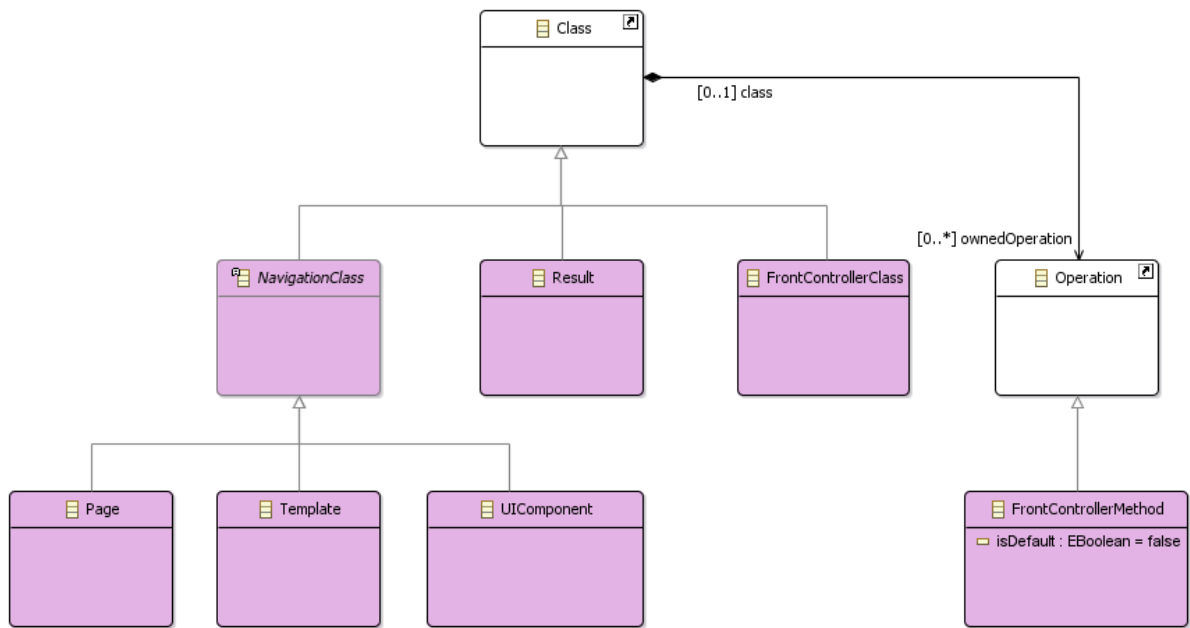 Class
[0..1] class
[0..*] ownedOperation
NavigationClass
Result
FrontControllerClass
Operation
Page
Template
UIComponent
FrontControllerMethod
isDefault : EBoolean = false